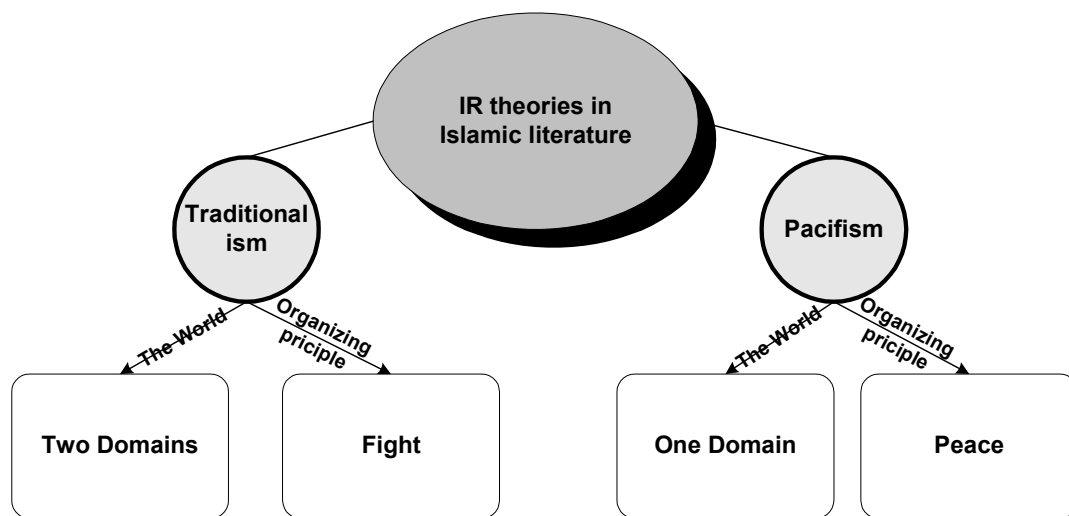 IR theories in
Islamic literature
Traditional
ism
Pacifism
The World
Organizing
priciple
The World
Organizing
priciple
Two Domains
Fight
One Domain
Peace